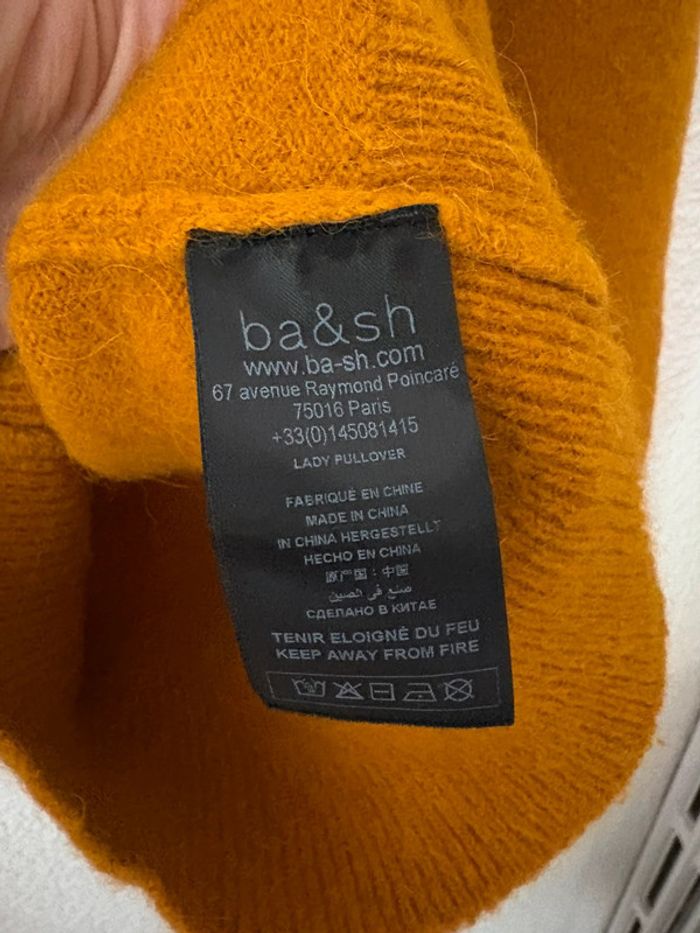 ba&sh
www.ba-sh.com
67 avenue Raymond Poincaré
75016 Paris
+33(0)145081415
LADY PULLOVER
FABRIQUÉ EN CHINE
MADE IN CHINA
IN CHINA HERGESTELLT
HECHO EN CHINA
原产国：中国
صنع في الصين
СДЕЛАНО В КИТАЕ
TENIR ELOIGNÉ DU FEU
KEEP AWAY FROM FIRE